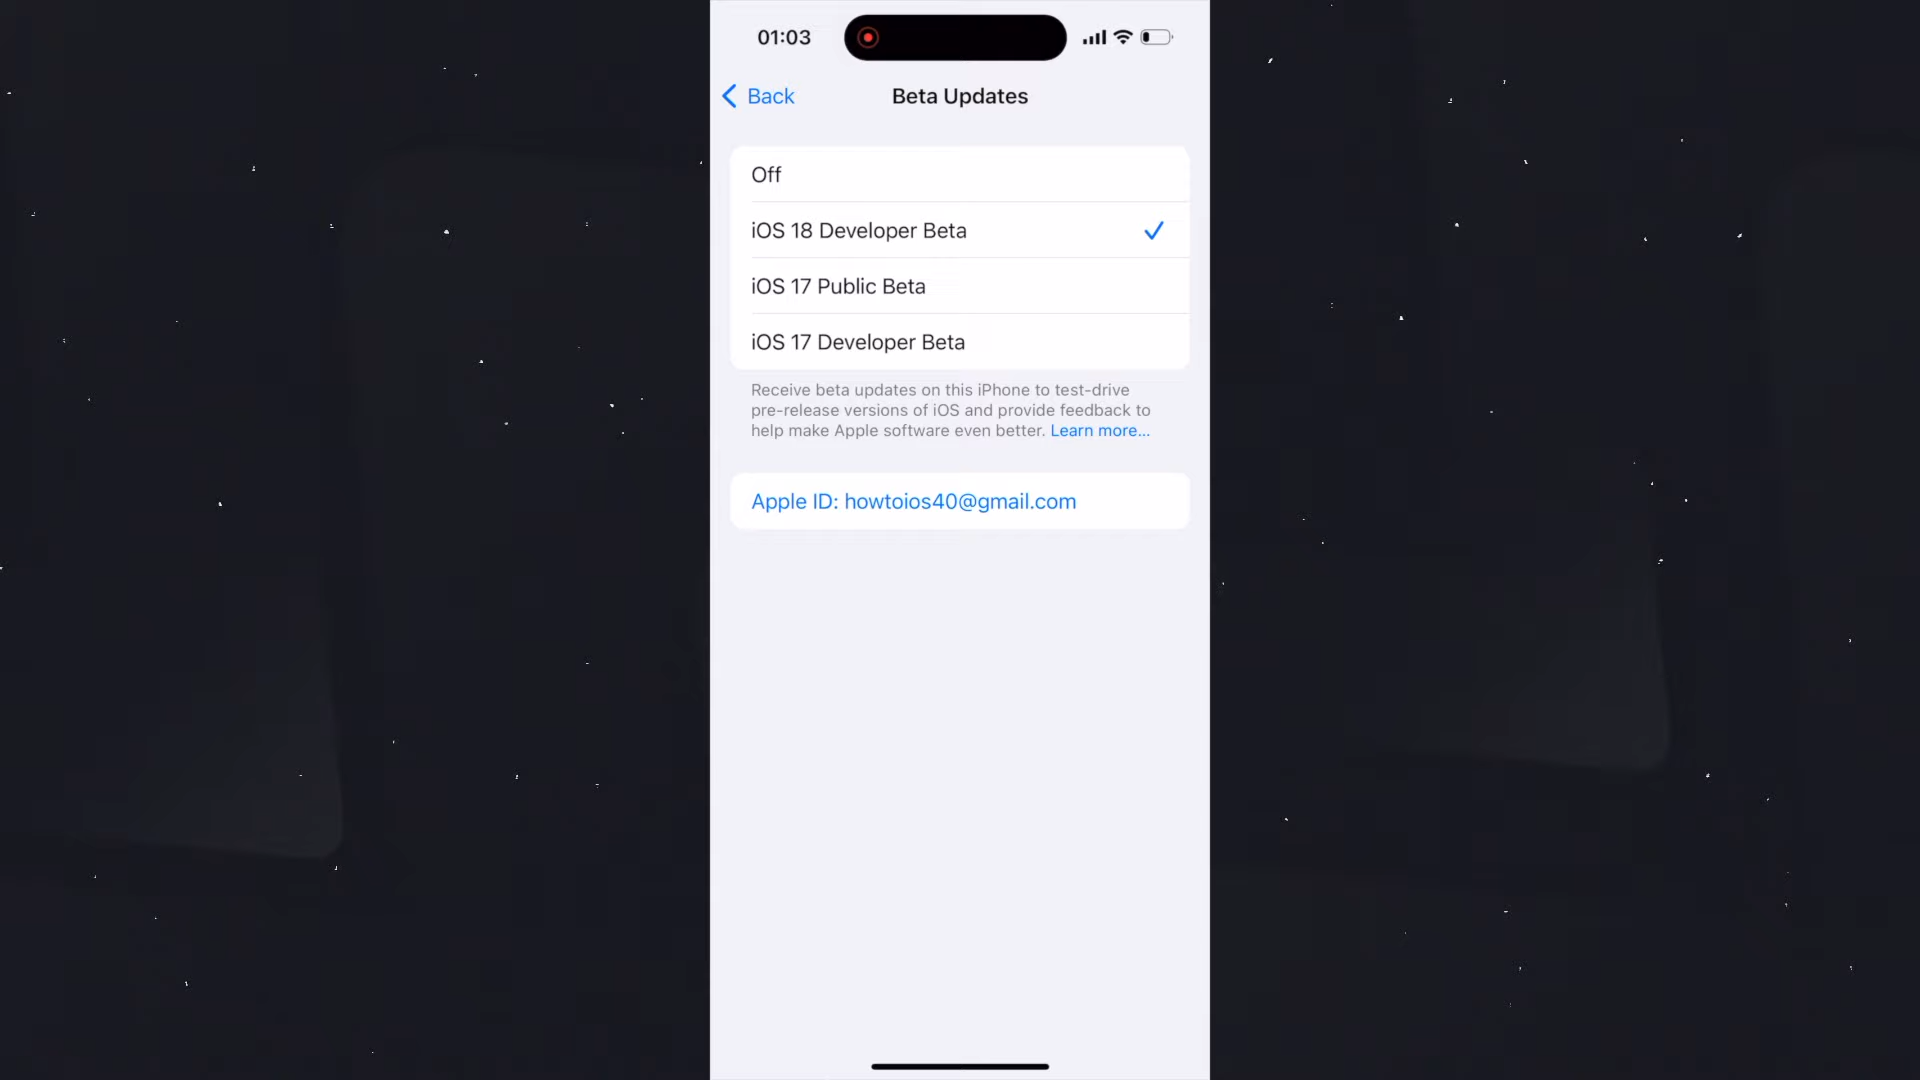 01:03
Back
Beta Updates
Off
iOS 18 Developer Beta
iOS 17 Public Beta
iOS 17 Developer Beta
Receive beta updates on this iPhone to test-drive
pre-release versions of iOS and provide feedback to
help make Apple software even better. Learn more...
Apple ID: howtoios40@gmail.com